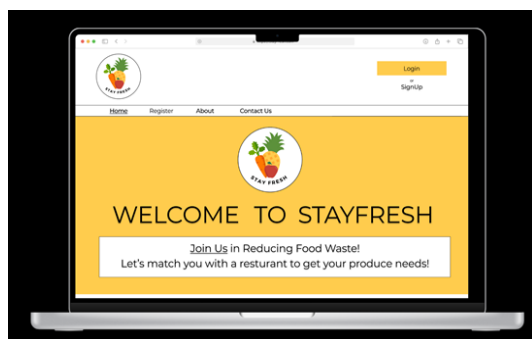 STAY FRESH
Login
or
SignUp
Home Register About Contact Us
STAY FRESH
WELCOME TO STAYFRESH
Join Us in Reducing Food Waste!
Let's match you with a resturant to get your produce needs!